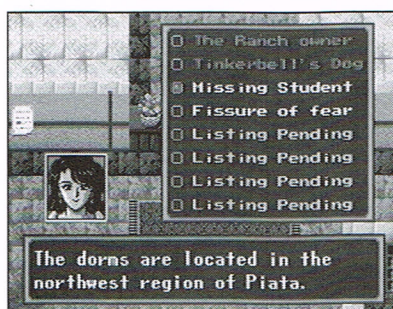 The Ranch owner
Tinkerbell's Dog
Missing Student
Fissure of fear
Listing Pending
Listing Pending
Listing Pending
Listing Pending
The dorms are located in the
northwest region of Piata.